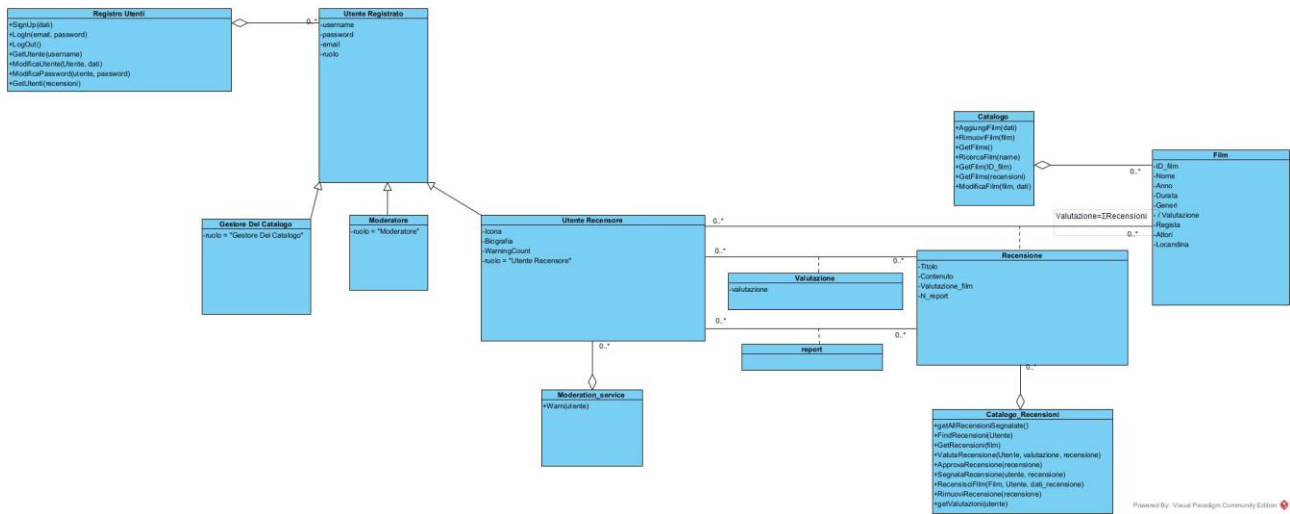 Registro Utenti
+SignUp(dati)
+LogIn(email, password)
+LogOut()
+GetUtente(username)
+ModificaUtente(Utente, dati)
+ModificaPassword(utente, password)
+GetUtenti(recensioni)
0..*
Utente Registrato
-username
-password
-email
-ruolo
Catalogo
+AggiungiFilm(dati)
+RimuoviFilm(film)
+GetFilms()
+RicercaFilm(name)
+GetFilm(ID_film)
+GetFilms(recensioni)
+ModificaFilm(film, dati)
0..*
Film
-ID_film
-Nome
-Anno
-Durata
-Generi
- / Valutazione
-Regista
-Attori
-Locandina
Valutazione=ΣRecensioni
0..*
Gestore Del Catalogo
-ruolo = "Gestore Del Catalogo"
Moderatore
-ruolo = "Moderatore"
Utente Recensore
-Icona
-Biografia
-WarningCount
-ruolo = "Utente Recensore"
0..*
0..*
0..*
Valutazione
-valutazione
0..*
0..*
report
Recensione
-Titolo
-Contenuto
-Valutazione_film
-N_report
0..*
Moderation_service
+Warn(utente)
0..*
Catalogo_Recensioni
+getAllRecensioniSegnalate()
+FindRecensioni(Utente)
+GetRecensioni(film)
+ValutaRecensione(Utente, valutazione, recensione)
+ApprovaRecensione(recensione)
+SegnalaRecensione(utente, recensione)
+RecensisciFilm(Film, Utente, dati_recensione)
+RimuoviRecensione(recensione)
+getValutazioni(utente)
Powered By: Visual Paradigm Community Edition